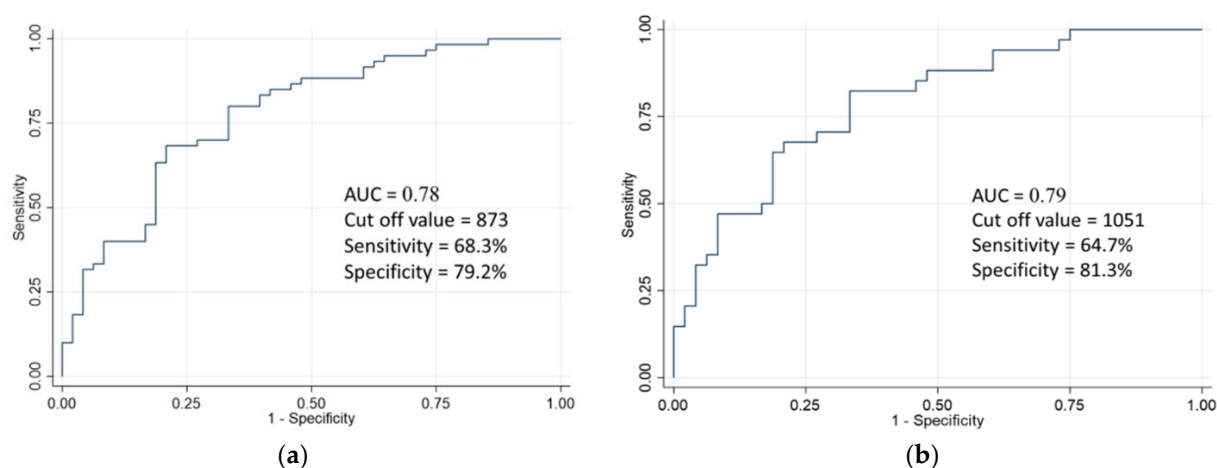 1.00
0.75
0.50
0.25
0.00
Sensitivity
AUC = 0.78
Cut off value = 873
Sensitivity = 68.3%
Specificity = 79.2%
0.00 0.25 0.50 0.75 1.00
1 - Specificity
(a)
1.00
0.75
0.50
0.25
0.00
Sensitivity
AUC = 0.79
Cut off value = 1051
Sensitivity = 64.7%
Specificity = 81.3%
0.00 0.25 0.50 0.75 1.00
1 - Specificity
(b)